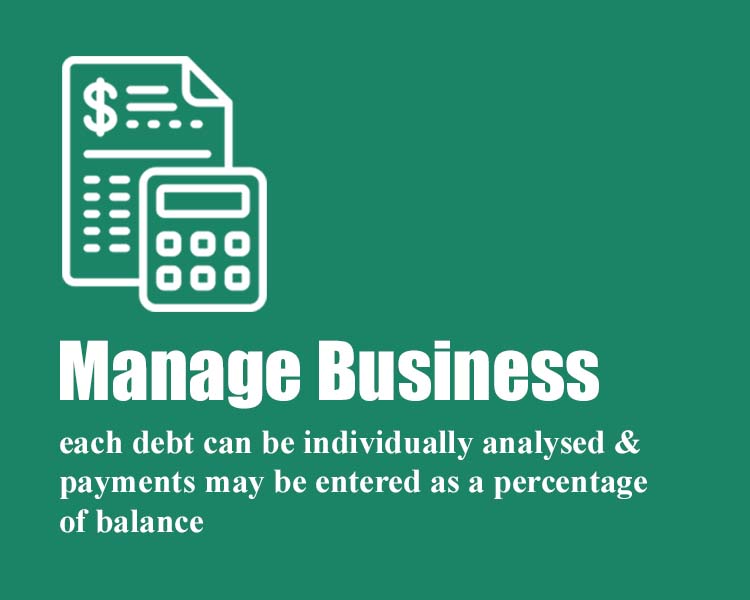 $
Manage Business
each debt can be individually analysed &
payments may be entered as a percentage
of balance